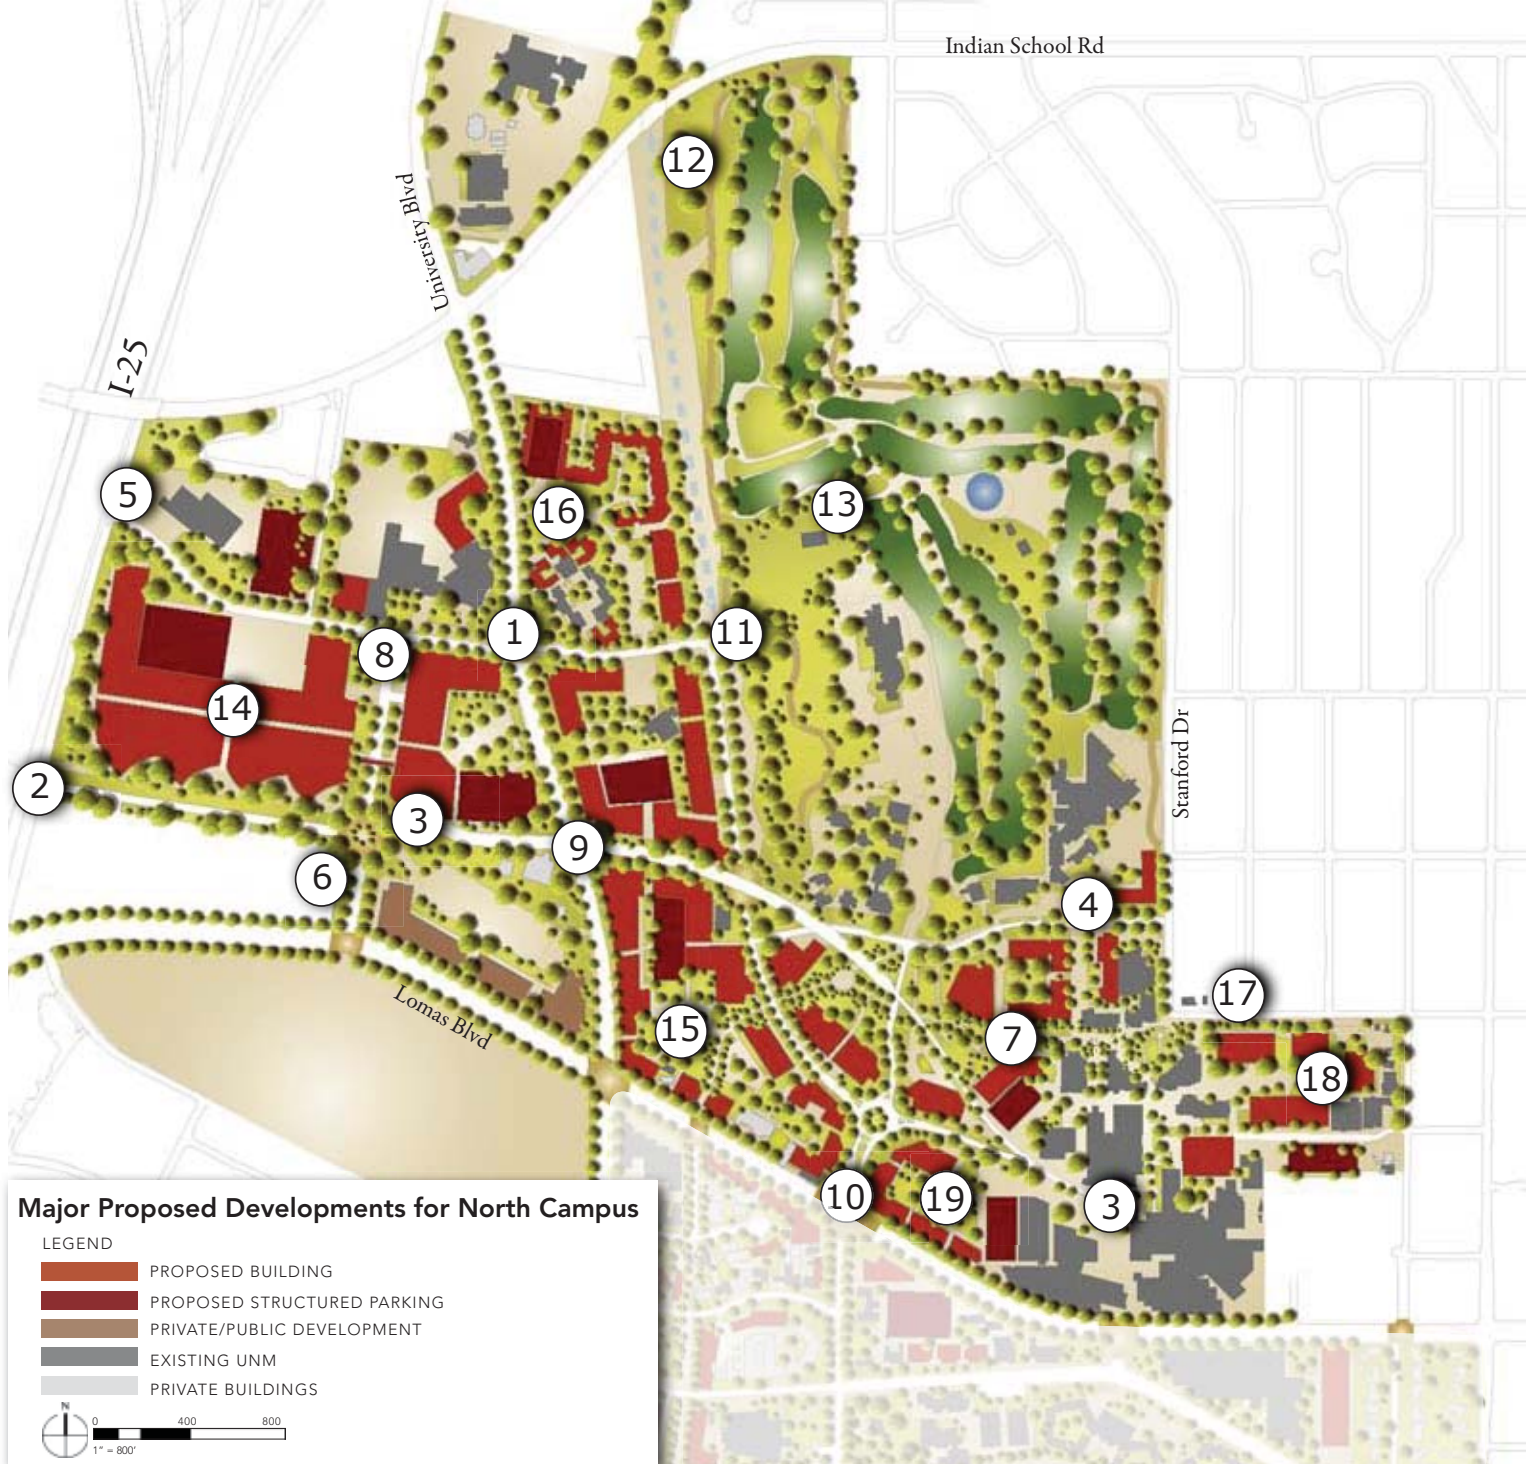 Indian School Rd
12
University Blvd
I-25
5
13
16
1
11
8
14
Stanford Dr
2
3
9
6
4
17
Lomas Blvd
15
7
18
10
19
3
Major Proposed Developments for North Campus
LEGEND
PROPOSED BUILDING
PROPOSED STRUCTURED PARKING
PRIVATE/PUBLIC DEVELOPMENT
EXISTING UNM
PRIVATE BUILDINGS
N
0 400 800
1" = 800'